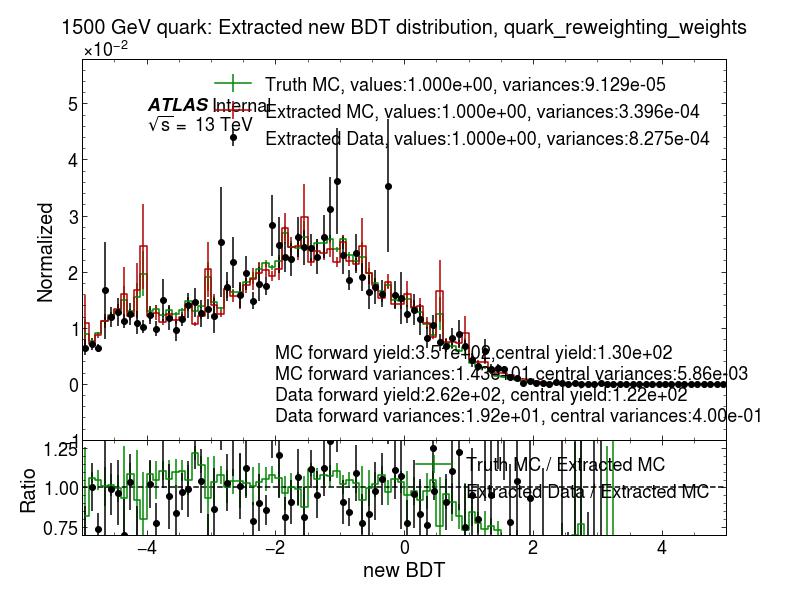 1500 GeV quark: Extracted new BDT distribution, quark_reweighting_weights
×10⁻²
Truth MC, values:1.000e+00, variances:9.129e-05
ATLAS Internal
Extracted MC, values:1.000e+00, variances:3.396e-04
√s = 13 TeV
Extracted Data, values:1.000e+00, variances:8.275e-04
5
4
3
2
1
0
Normalized
MC forward yield:3.51e+02,central yield:1.30e+02
MC forward variances:1.43e+01,central variances:5.86e-03
Data forward yield:2.62e+02, central yield:1.22e+02
Data forward variances:1.92e+01, central variances:4.00e-01
1.25
1.00
0.75
Ratio
Truth MC / Extracted MC
Extracted Data / Extracted MC
−4 −2 0 2 4
new BDT